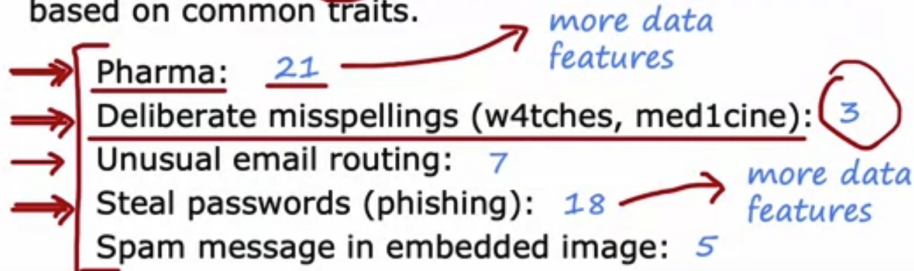 based on common traits.
more data
features
Pharma: 21
Deliberate misspellings (w4tches, med1cine): 3
Unusual email routing: 7
more data
features
Steal passwords (phishing): 18
Spam message in embedded image: 5